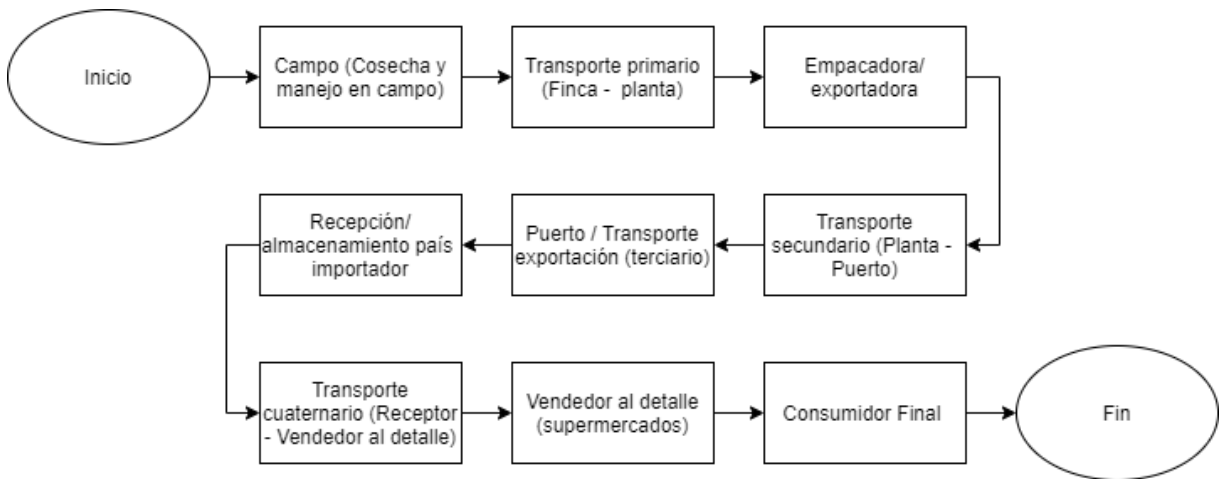 Inicio
Campo (Cosecha y
manejo en campo)
Transporte primario
(Finca - planta)
Empacadora/
exportadora
Transporte
secundario (Planta -
Puerto)
Puerto / Transporte
exportación (terciario)
Recepción/
almacenamiento país
importador
Transporte
cuaternario (Receptor
- Vendedor al detalle)
Vendedor al detalle
(supermercados)
Consumidor Final
Fin